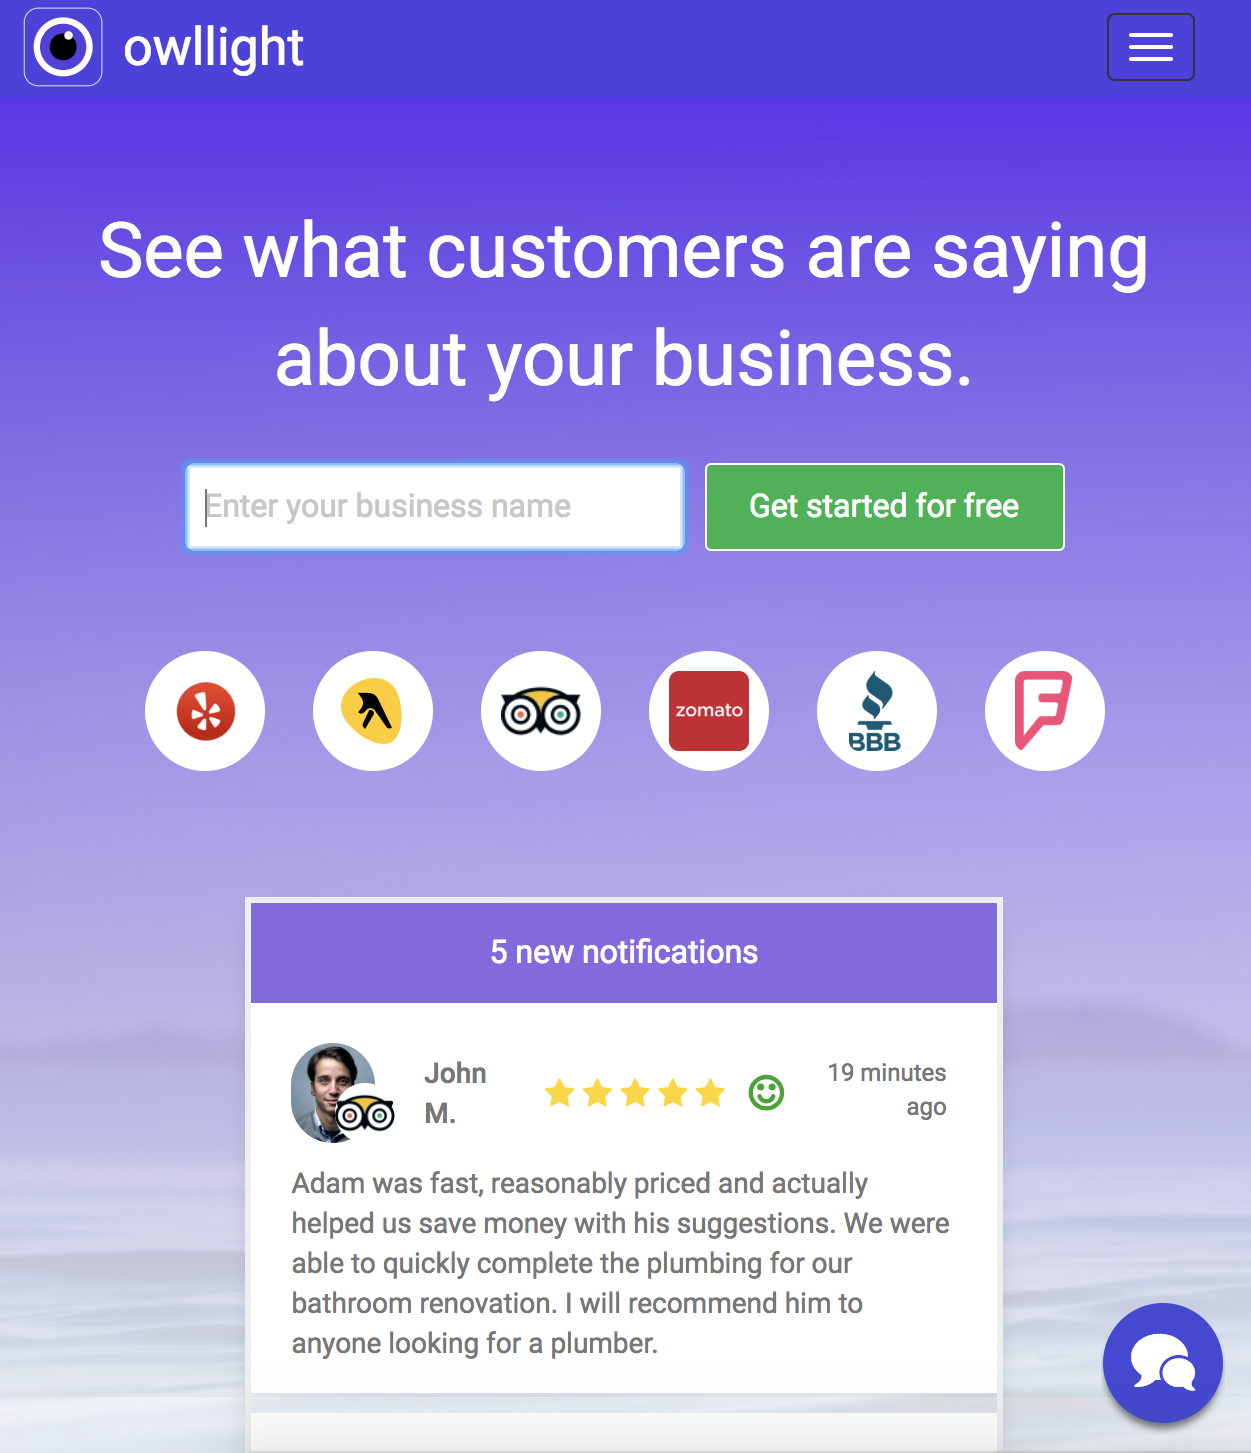 owllight
See what customers are saying
about your business.
Enter your business name
Get started for free
zomato
BBB
5 new notifications
John
M.
19 minutes
ago
Adam was fast, reasonably priced and actually
helped us save money with his suggestions. We were
able to quickly complete the plumbing for our
bathroom renovation. I will recommend him to
anyone looking for a plumber.